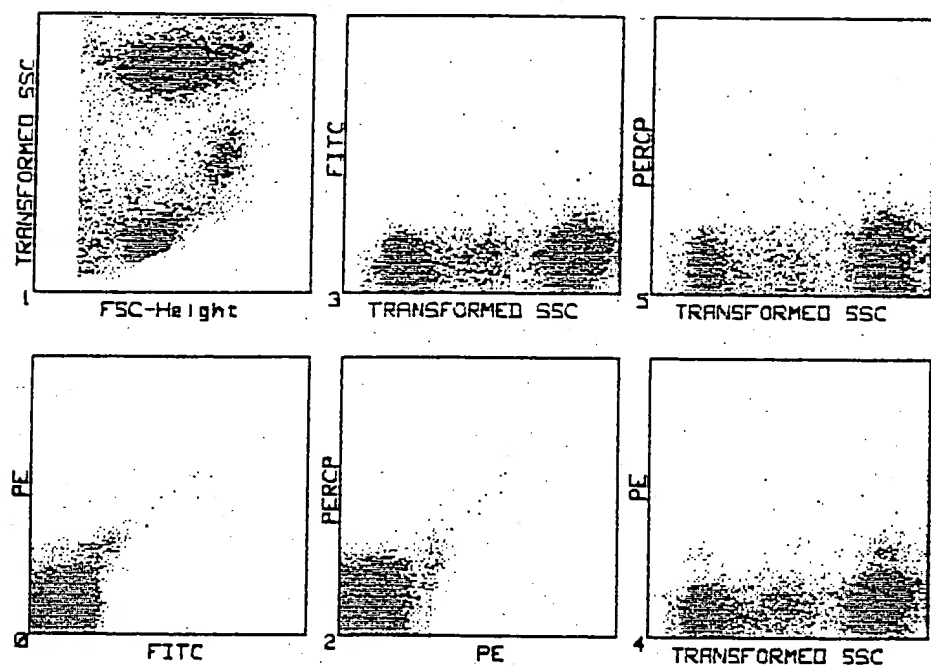 TRANSFORMED SSC
1
FSC-Height
FITC
3
TRANSFORMED SSC
PERCP
5
TRANSFORMED SSC
PE
0
FITC
PERCP
2
PE
PE
4
TRANSFORMED SSC